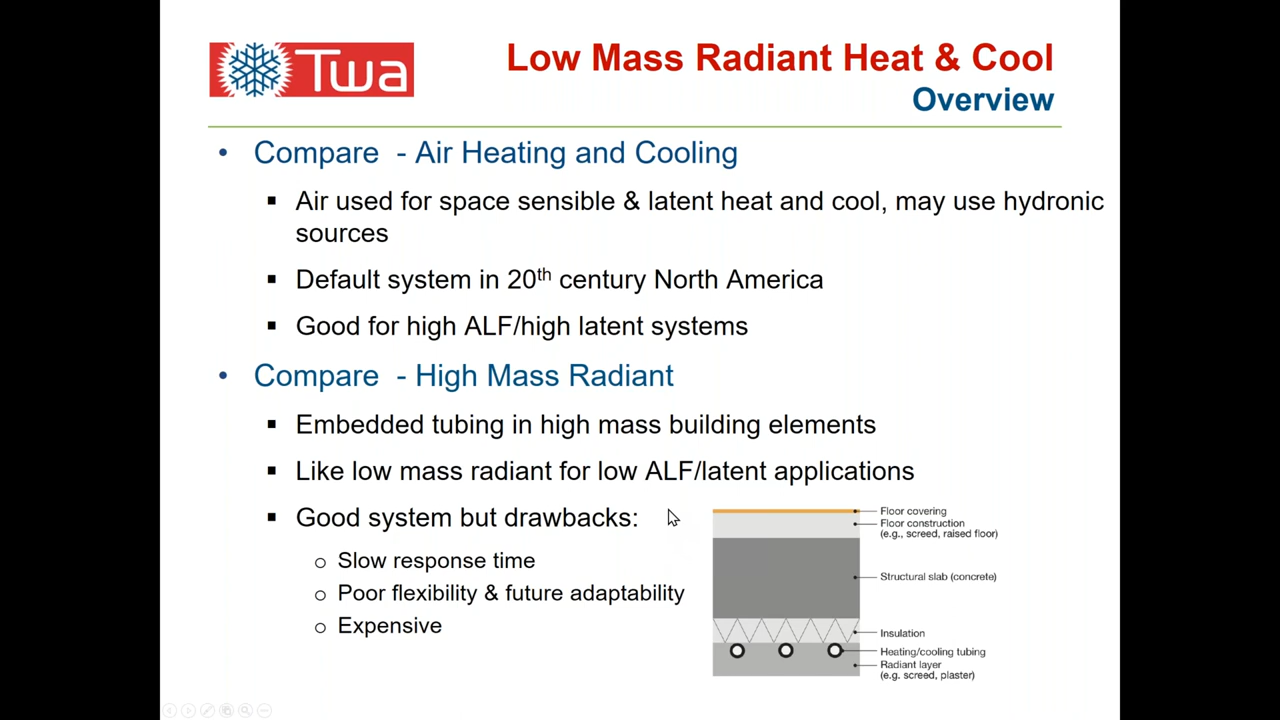 Twa
Low Mass Radiant Heat & Cool
Overview
• Compare - Air Heating and Cooling
▪ Air used for space sensible & latent heat and cool, may use hydronic
sources
▪ Default system in 20th century North America
▪ Good for high ALF/high latent systems
• Compare - High Mass Radiant
▪ Embedded tubing in high mass building elements
▪ Like low mass radiant for low ALF/latent applications
▪ Good system but drawbacks:
o Slow response time
o Poor flexibility & future adaptability
o Expensive
Floor covering
Floor construction
(e.g., screed, raised floor)
Structural slab (concrete)
Insulation
Heating/cooling tubing
Radiant layer
(e.g. screed, plaster)